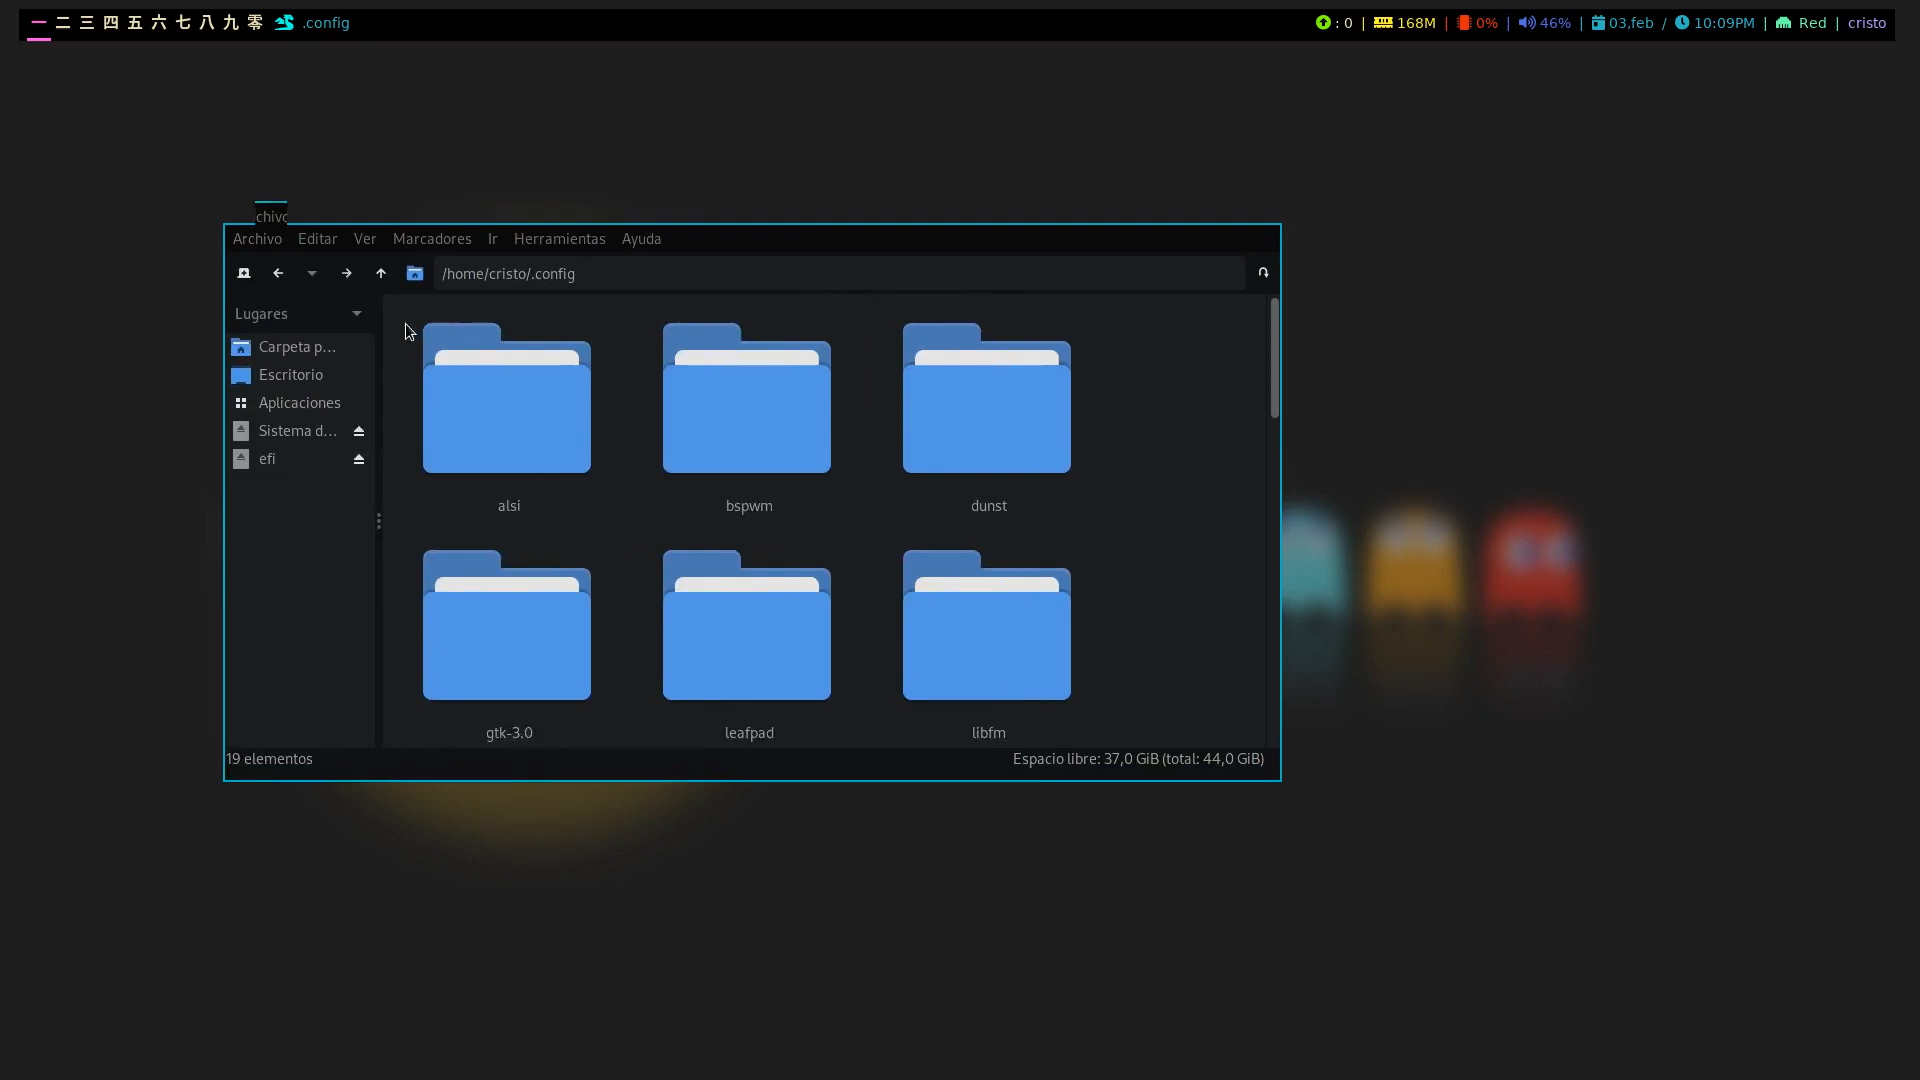 一 二 三 四 五 六 七 八 九 零 .config : 0 | 168M | 0% | 46% | 03,feb / 10:09PM | Red | cristo
chivo
Archivo Editar Ver Marcadores Ir Herramientas Ayuda
/home/cristo/.config
Lugares
Carpeta p...
Escritorio
Aplicaciones
Sistema d...
efi
alsi bspwm dunst
gtk-3.0 leafpad libfm
19 elementos Espacio libre: 37,0 GiB (total: 44,0 GiB)